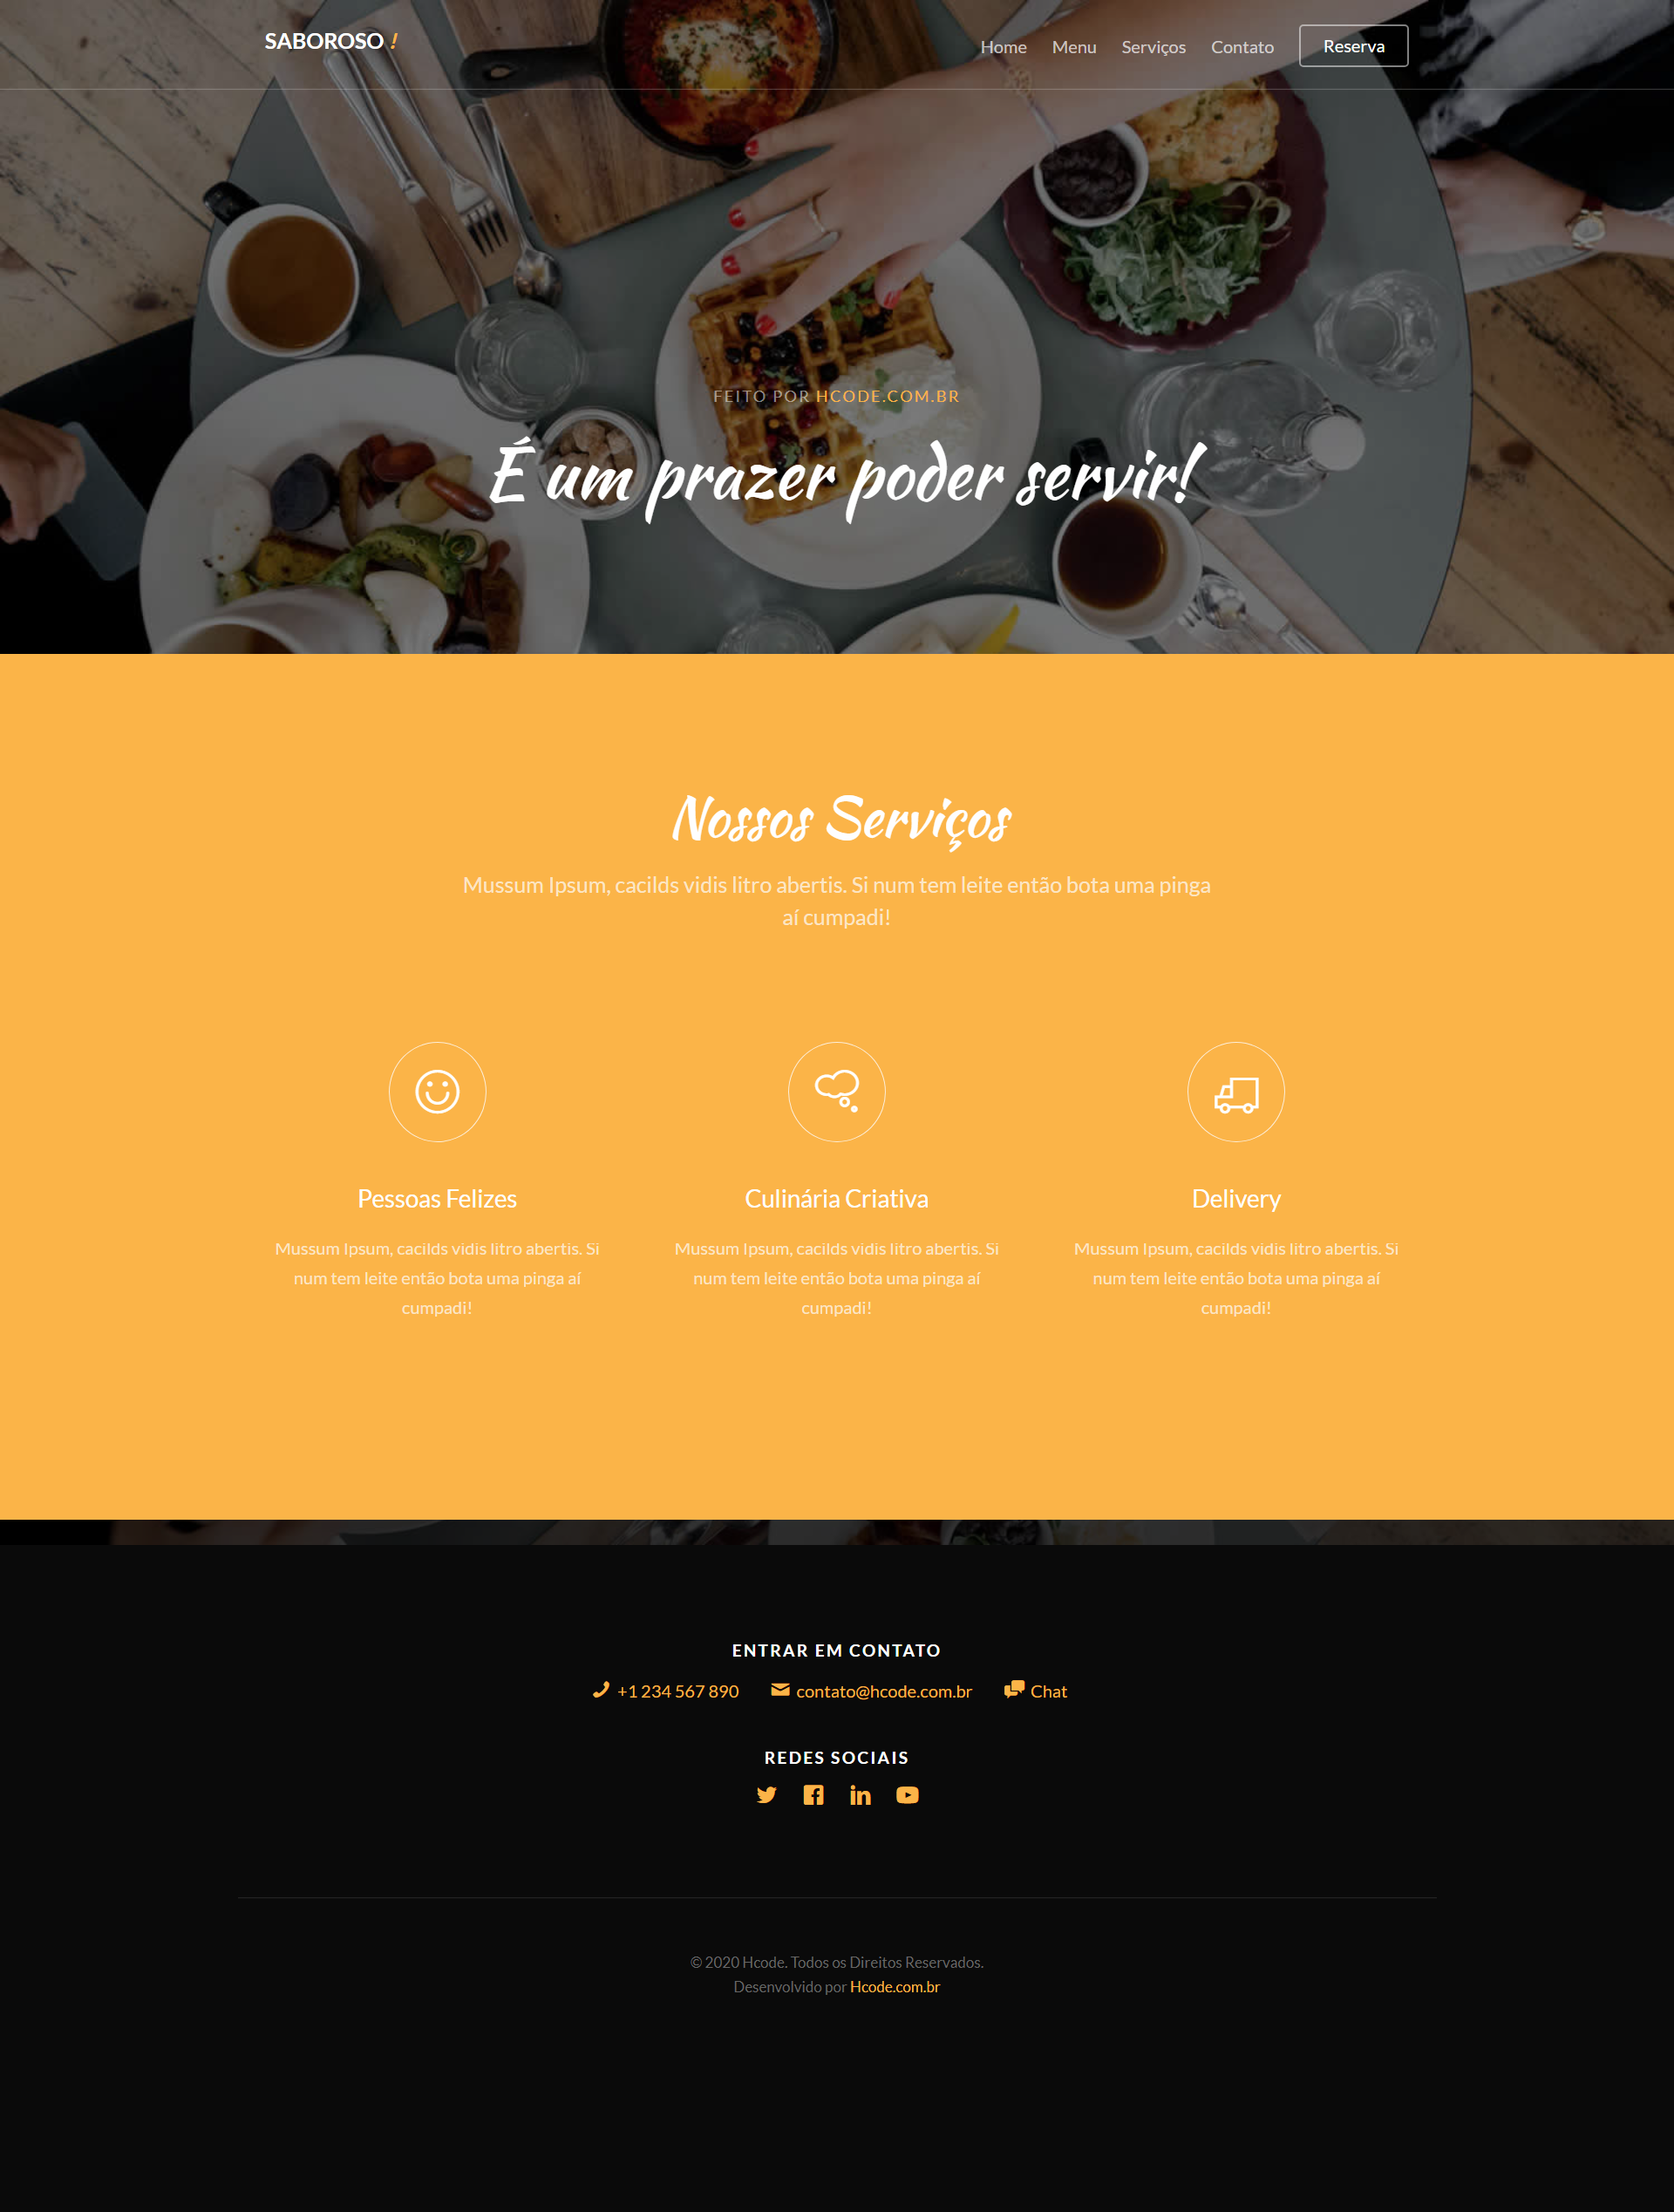 SABOROSO !
Home Menu Serviços Contato Reserva
FEITO POR HCODE.COM.BR
É um prazer poder servir!
Nossos Serviços
Mussum Ipsum, cacilds vidis litro abertis. Si num tem leite então bota uma pinga
aí cumpadi!
Pessoas Felizes
Mussum Ipsum, cacilds vidis litro abertis. Si
num tem leite então bota uma pinga aí
cumpadi!
Culinária Criativa
Mussum Ipsum, cacilds vidis litro abertis. Si
num tem leite então bota uma pinga aí
cumpadi!
Delivery
Mussum Ipsum, cacilds vidis litro abertis. Si
num tem leite então bota uma pinga aí
cumpadi!
ENTRAR EM CONTATO
+1 234 567 890 contato@hcode.com.br Chat
REDES SOCIAIS
© 2020 Hcode. Todos os Direitos Reservados.
Desenvolvido por Hcode.com.br